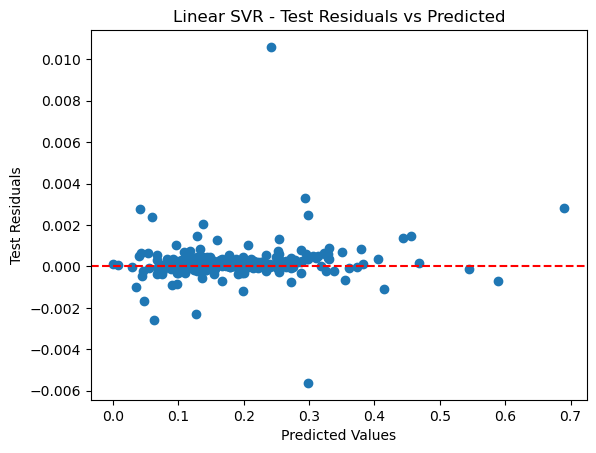 Linear SVR - Test Residuals vs Predicted
0.010
0.008
0.006
0.004
0.002
0.000
−0.002
−0.004
−0.006
Test Residuals
0.0 0.1 0.2 0.3 0.4 0.5 0.6 0.7
Predicted Values